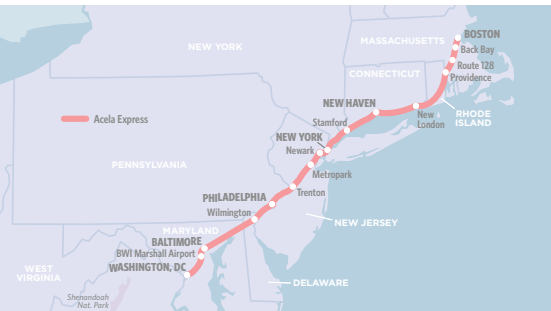 BOSTON
MASSACHUSETTS
NEW YORK
Back Bay
Route 128
CONNECTICUT
Providence
NEW HAVEN
RHODE
ISLAND
New
London
Acela Express
Stamford
NEW YORK
Newark
PENNSYLVANIA
Metropark
Trenton
PHILADELPHIA
Wilmington
NEW JERSEY
MARYLAND
BALTIMORE
BWI Marshall Airport
WASHINGTON, DC
WEST
VIRGINIA
DELAWARE
Shenandoah
Nat. Park